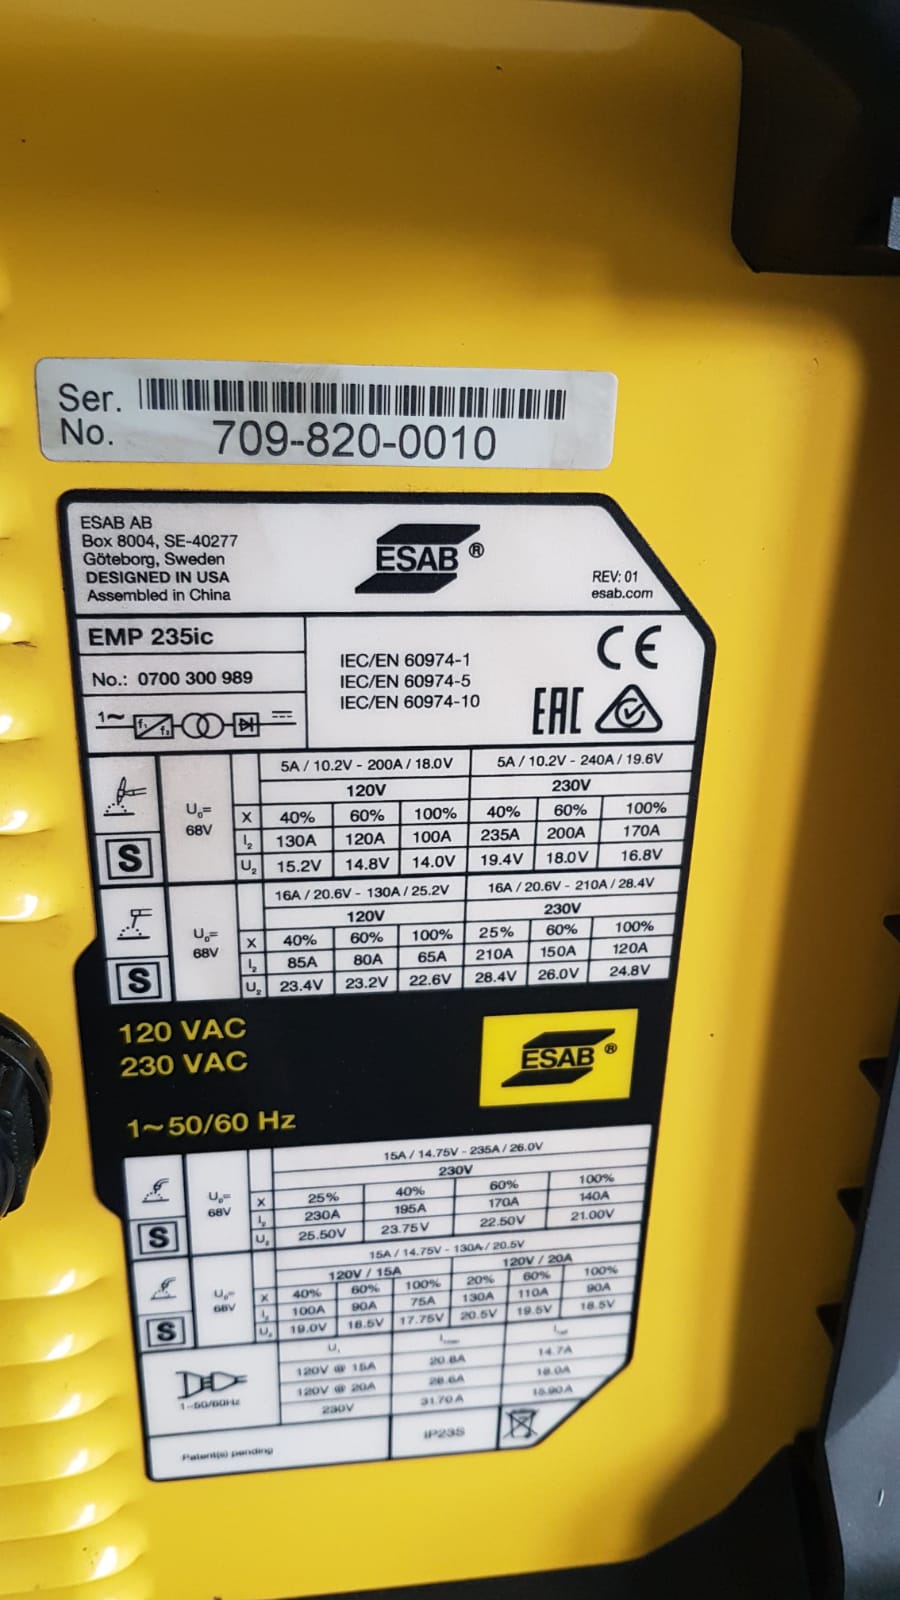 Ser. No. 709-820-0010
ESAB AB
Box 8004, SE-40277
Göteborg, Sweden
DESIGNED IN USA
Assembled in China
ESAB ®
REV: 01
esab.com
EMP 235ic
No.: 0700 300 989
1~ f₁ f₂
IEC/EN 60974-1
IEC/EN 60974-5
IEC/EN 60974-10
CE
EAC
5A / 10.2V - 200A / 18.0V 5A / 10.2V - 240A / 19.6V
120V 230V
S
U₀= 68V
X 40% 60% 100% 40% 60% 100%
I₂ 130A 120A 100A 235A 200A 170A
U₂ 15.2V 14.8V 14.0V 19.4V 18.0V 16.8V
16A / 20.6V - 130A / 25.2V 16A / 20.6V - 210A / 28.4V
120V 230V
S
U₀= 68V
X 40% 60% 100% 25% 60% 100%
I₂ 85A 80A 65A 210A 150A 120A
U₂ 23.4V 23.2V 22.6V 28.4V 26.0V 24.8V
120 VAC
230 VAC
1~50/60 Hz
ESAB ®
15A / 14.75V - 235A / 26.0V
230V
S
U₀= 68V
X 25% 40% 60% 100%
I₂ 230A 195A 170A 140A
U₂ 25.50V 23.75V 22.50V 21.00V
15A / 14.75V - 130A / 20.5V
120V / 15A 120V / 20A
S
U₀= 68V
X 40% 60% 100% 20% 60% 100%
I₂ 100A 90A 75A 130A 110A 90A
U₂ 19.0V 18.5V 17.75V 20.5V 19.5V 18.5V
U₁
1~50/60Hz
120V @ 15A 20.8A 14.7A
120V @ 20A 28.6A 18.0A
230V 31.70A 15.90A
Patent(s) pending
IP23S